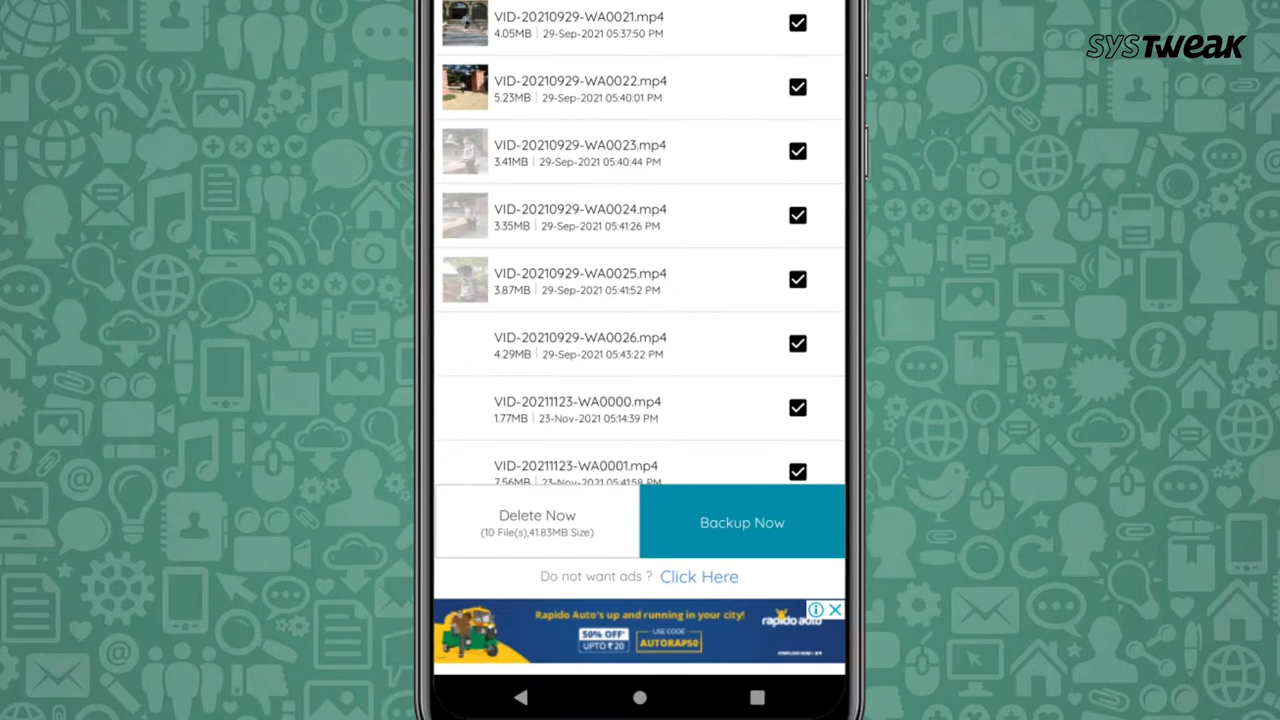 SYSTWEAK
VID-20210929-WA0021.mp4
4.05MB | 29-Sep-2021 05:37:50 PM
VID-20210929-WA0022.mp4
5.23MB | 29-Sep-2021 05:40:01 PM
VID-20210929-WA0023.mp4
3.41MB | 29-Sep-2021 05:40:44 PM
VID-20210929-WA0024.mp4
3.35MB | 29-Sep-2021 05:41:26 PM
VID-20210929-WA0025.mp4
3.87MB | 29-Sep-2021 05:41:52 PM
VID-20210929-WA0026.mp4
4.29MB | 29-Sep-2021 05:43:22 PM
VID-20211123-WA0000.mp4
1.77MB | 23-Nov-2021 05:14:39 PM
VID-20211123-WA0001.mp4
7.56MB | 23-Nov-2021 05:41:58 PM
Delete Now
(10 File(s),41.83MB Size)
Backup Now
Do not want ads ? Click Here
Rapido Auto's up and running in your city!
50% OFF*
UPTO ₹20
USE CODE
AUTORAP50
rapido auto